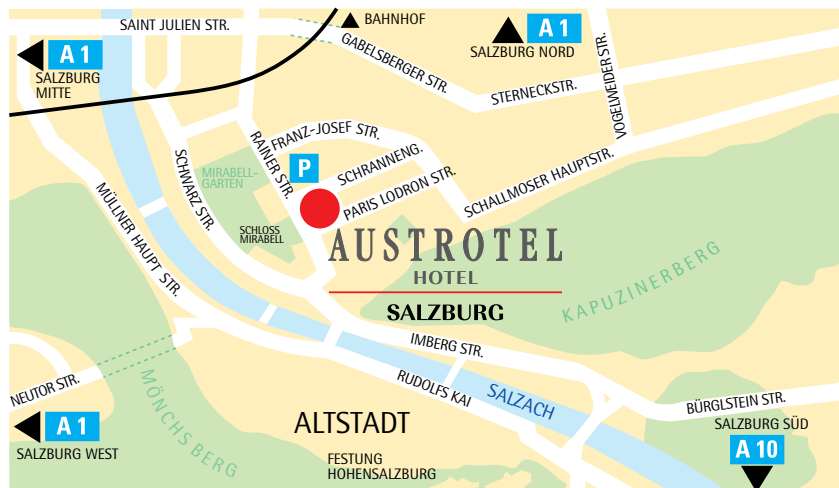 SAINT JULIEN STR.
BAHNHOF
A 1
SALZBURG
MITTE
GABELSBERGER STR.
A 1
SALZBURG NORD
STERNECKSTR.
VOGELWEIDER STR.
FRANZ-JOSEF STR.
RAINER STR.
P
SCHRANNENG.
PARIS LODRON STR.
SCHALLMOSER HAUPTSTR.
MIRABELL-
GARTEN
SCHWARZ STR.
SCHLOSS
MIRABELL
MÜLLNER HAUPT STR.
AUSTROTEL
HOTEL
SALZBURG
KAPUZINERBERG
IMBERG STR.
RUDOLFS KAI
SALZACH
NEUTOR STR.
MÖNCHSBERG
BÜRGLSTEIN STR.
A 1
SALZBURG WEST
ALTSTADT
FESTUNG
HOHENSALZBURG
SALZBURG SÜD
A 10